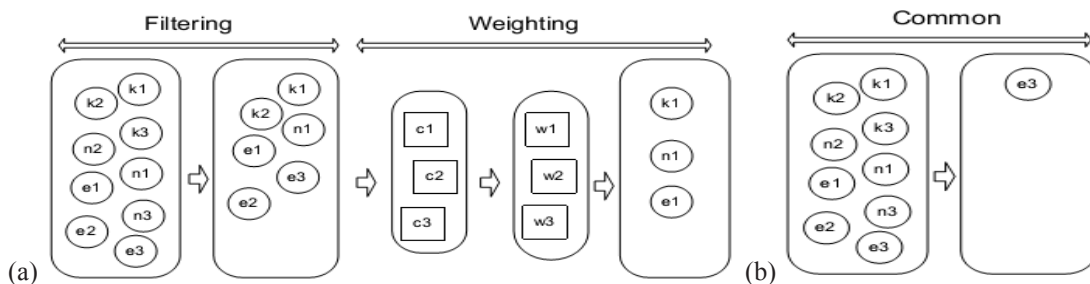 Filtering
Weighting
Common
k1
k2
k3
n2
n1
e1
n3
e2
e3
k1
k2
n1
e1
e3
e2
c1
c2
c3
w1
w2
w3
k1
n1
e1
k1
k2
k3
n2
n1
e1
n3
e2
e3
e3
(a)
(b)